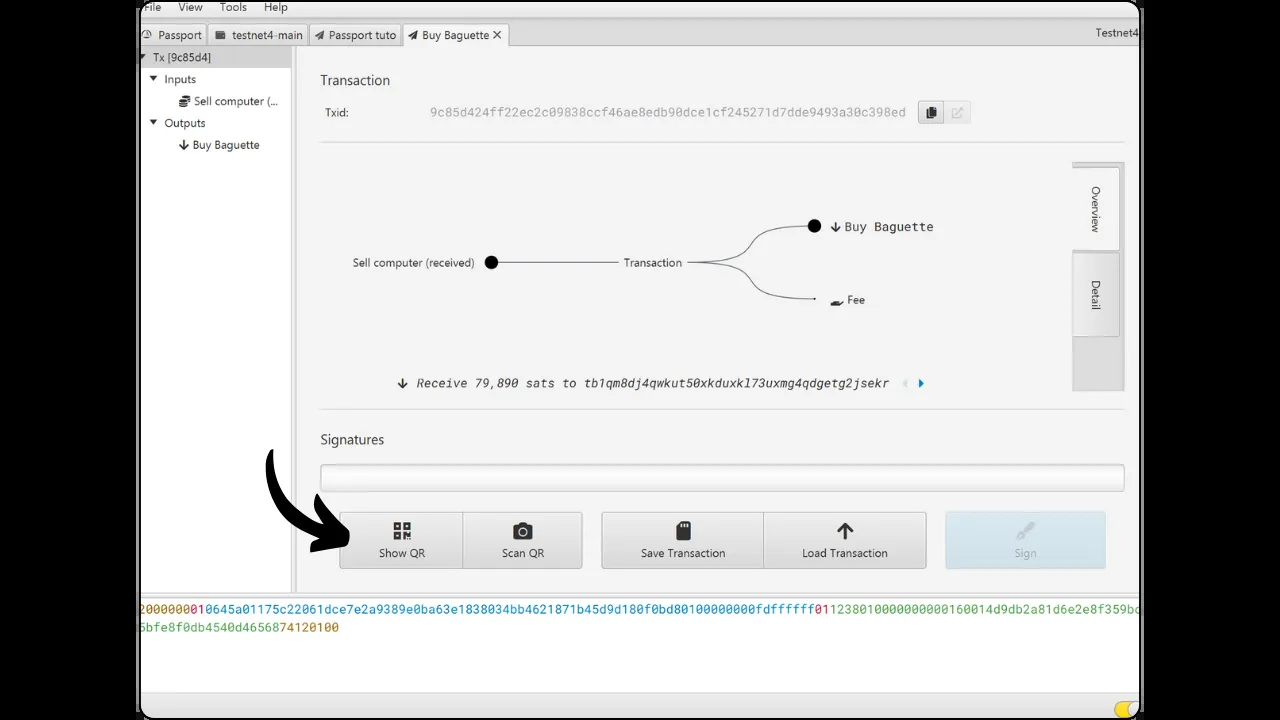 File View Tools Help
Passport testnet4-main Passport tuto Buy Baguette Testnet4
Tx [9c85d4]
Inputs
Sell computer (...
Outputs
Buy Baguette
Transaction
Txid: 9c85d424ff22ec2c09838ccf46ae8edb90dce1cf245271d7dde9493a30c398ed
Buy Baguette
Sell computer (received) Transaction
Fee
Receive 79,890 sats to tb1qm8dj4qwkut50xkduxkl73uxmg4qdgetg2jsekr
Overview
Detail
Signatures
Show QR Scan QR Save Transaction Load Transaction Sign
2000000010645a01175c22061dce7e2a9389e0ba63e1838034bb4621871b45d9d180f0bd80100000000fdffffff011238010000000000160014d9db2a81d6e2e8f359bc
5bfe8f0db4540d4656874120100